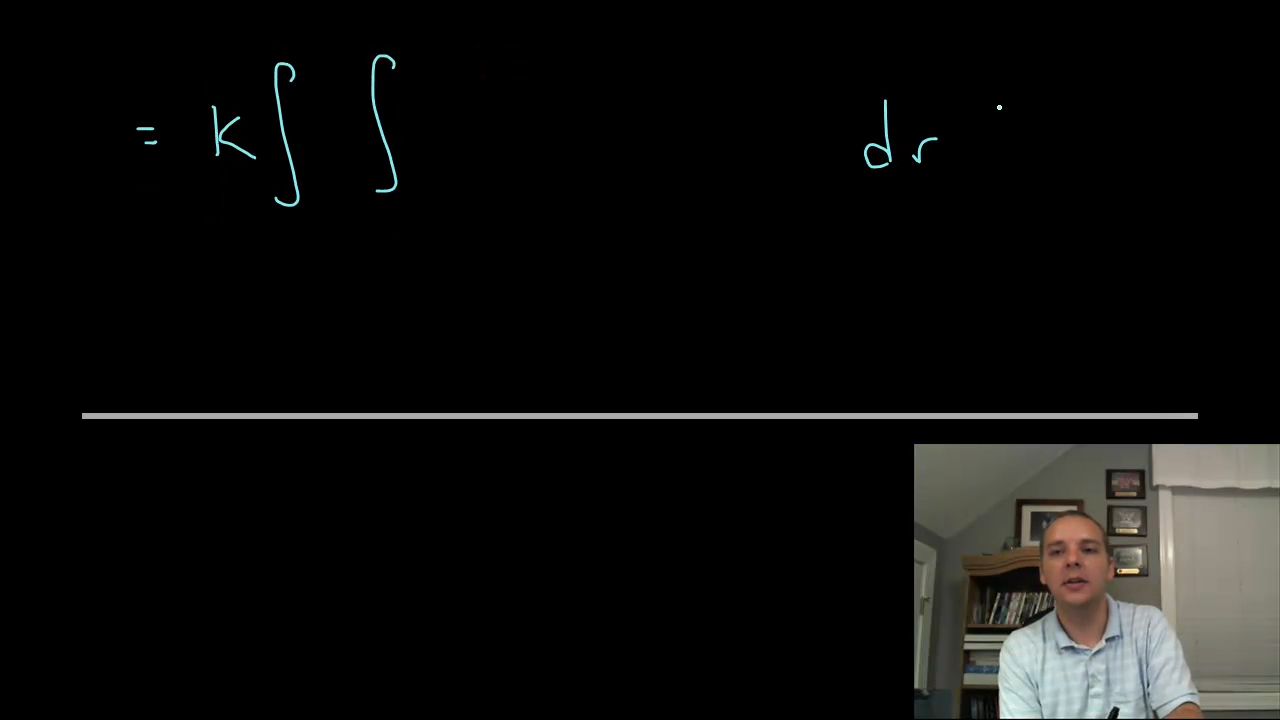 = k∫ ∫ dr